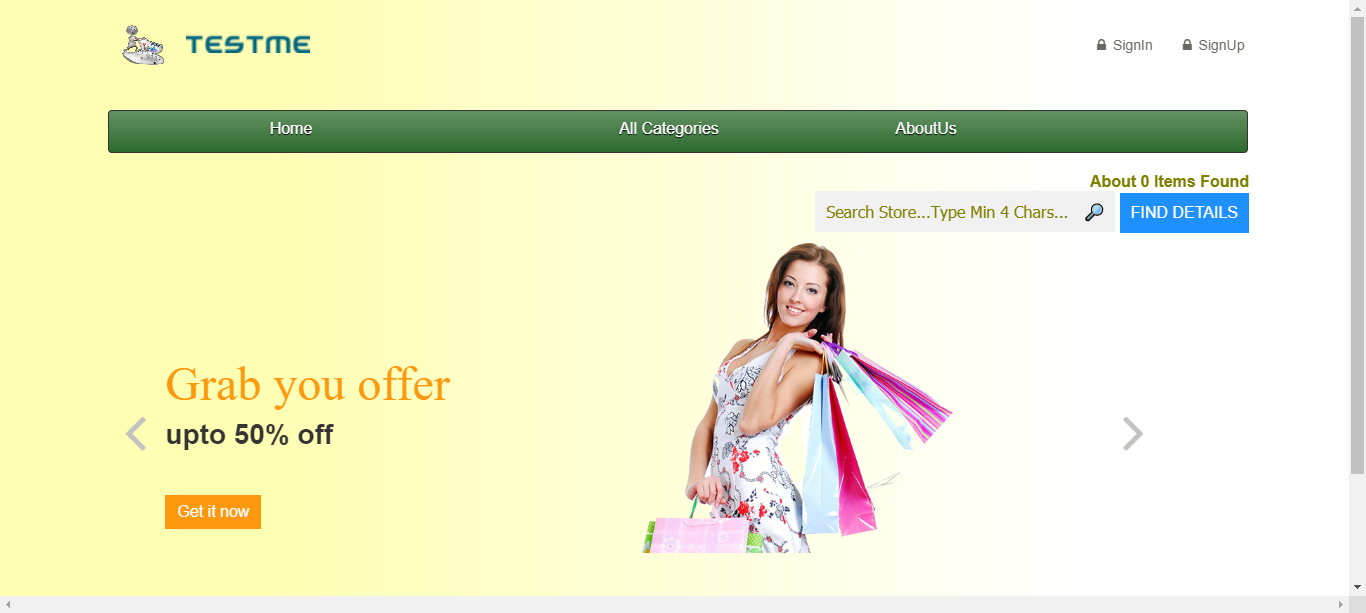 TESTME
SignIn
SignUp
Home
All Categories
AboutUs
About 0 Items Found
Search Store...Type Min 4 Chars...
FIND DETAILS
Grab you offer
upto 50% off
Get it now